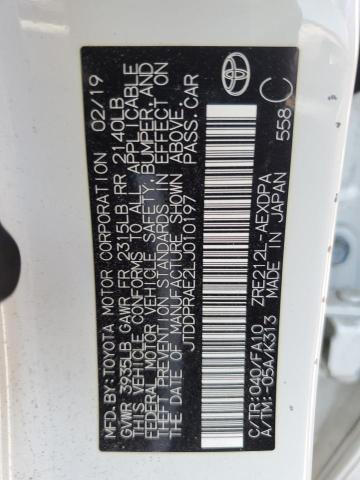 MFD.BY:TOYOTA MOTOR CORPORATION 02/19
GVWR 3935LB GAWR FR 2315LB RR 2140LB
THIS VEHICLE CONFORMS TO ALL APPLICABLE
FEDERAL MOTOR VEHICLE SAFETY, BUMPER, AND
THEFT PREVENTION STANDARDS IN EFFECT ON
THE DATE OF MANUFACTURE SHOWN ABOVE.
JTDDPRAE2LJ010197 PASS.CAR
C/TR:040/FA10 ZRE212L-AEXDPA
A/TM:-05A/K313 MADE IN JAPAN
558 C
TOYOTA